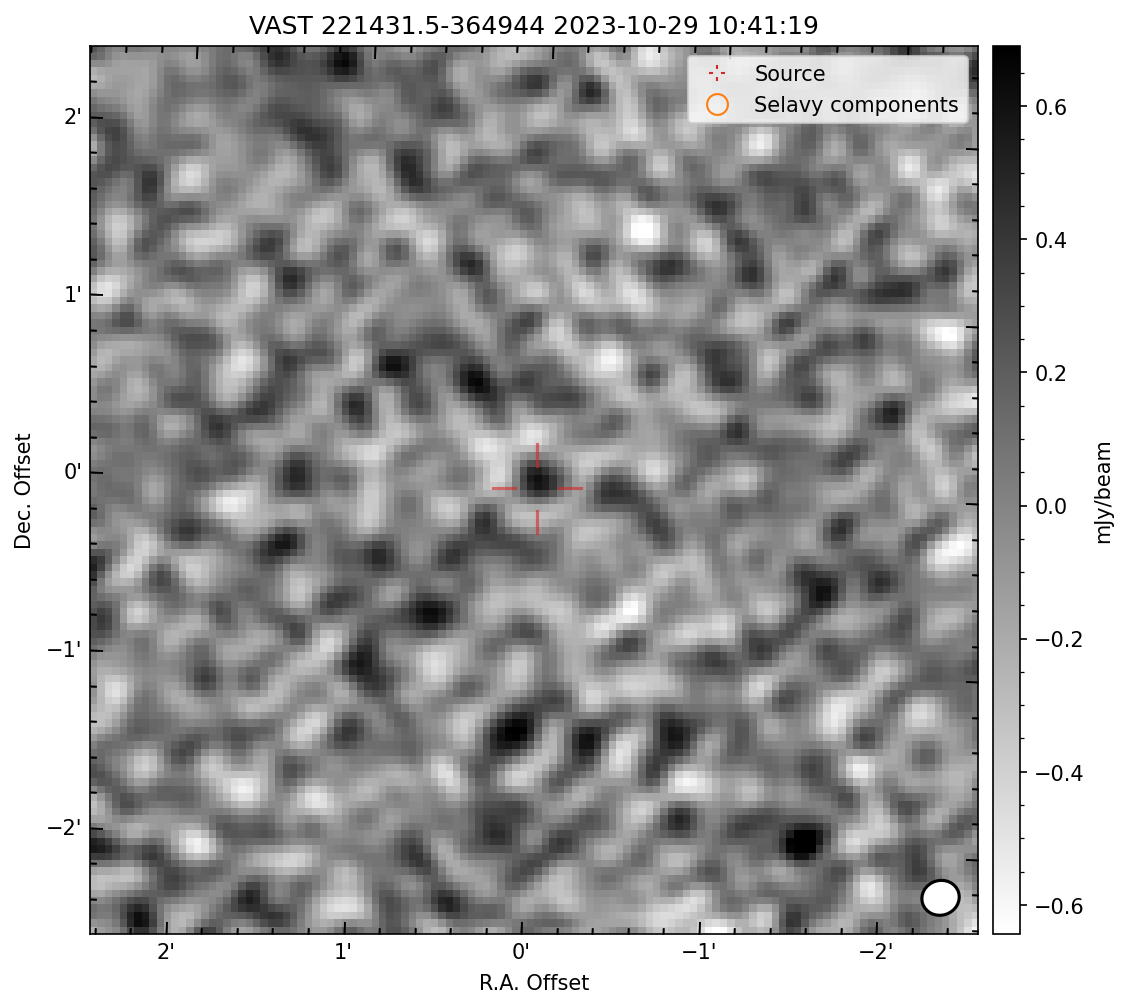 VAST 221431.5-364944 2023-10-29 10:41:19
Source
Selavy components
2'
1'
0'
−1'
−2'
Dec. Offset
2'
1'
0'
−1'
−2'
R.A. Offset
0.6
0.4
0.2
0.0
−0.2
−0.4
−0.6
mJy/beam